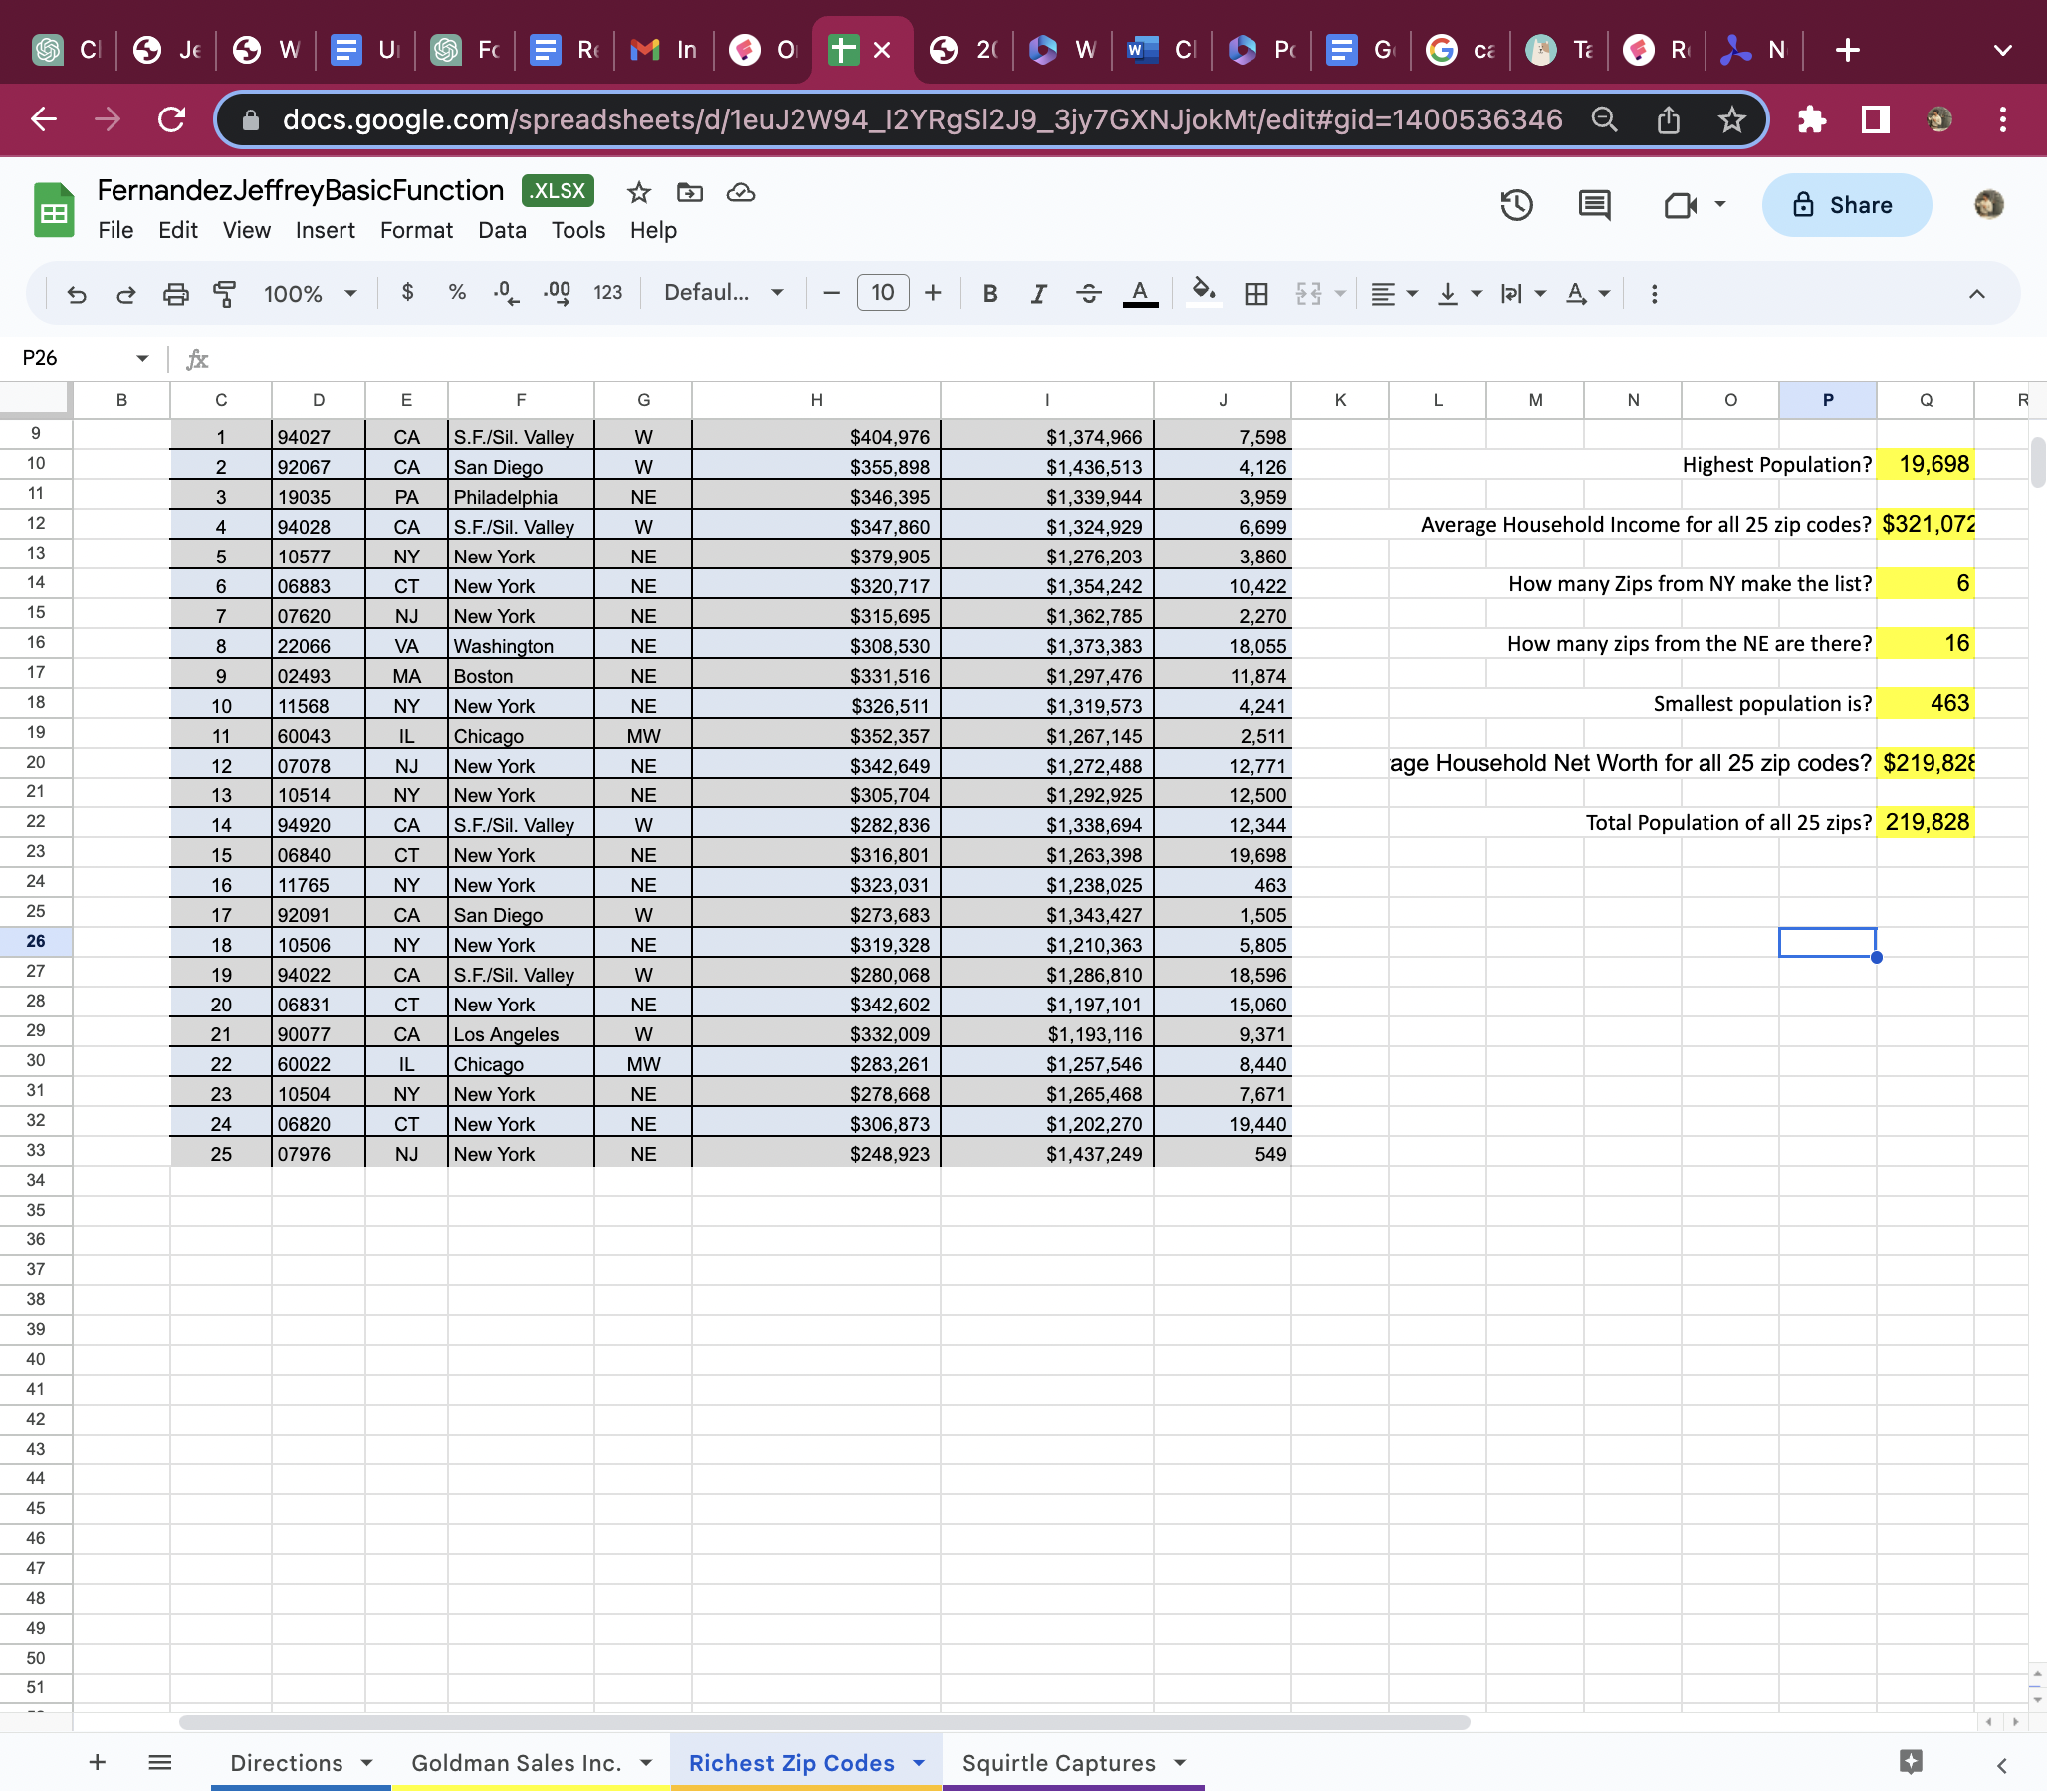 Cl Je W Ur Fo Re In O 2( W Cl Po G ca Ta Re N
docs.google.com/spreadsheets/d/1euJ2W94_I2YRgSI2J9_3jy7GXNJjokMt/edit#gid=1400536346
FernandezJeffreyBasicFunction .XLSX
Share
File Edit View Insert Format Data Tools Help
100% $ % .0 .00 123 Defaul... 10 B I A
P26 fx
B C D E F G H I J K L M N O P Q R
9 1 94027 CA S.F./Sil. Valley W $404,976 $1,374,966 7,598
10 2 92067 CA San Diego W $355,898 $1,436,513 4,126 Highest Population? 19,698
11 3 19035 PA Philadelphia NE $346,395 $1,339,944 3,959
12 4 94028 CA S.F./Sil. Valley W $347,860 $1,324,929 6,699 Average Household Income for all 25 zip codes? $321,072
13 5 10577 NY New York NE $379,905 $1,276,203 3,860
14 6 06883 CT New York NE $320,717 $1,354,242 10,422 How many Zips from NY make the list? 6
15 7 07620 NJ New York NE $315,695 $1,362,785 2,270
16 8 22066 VA Washington NE $308,530 $1,373,383 18,055 How many zips from the NE are there? 16
17 9 02493 MA Boston NE $331,516 $1,297,476 11,874
18 10 11568 NY New York NE $326,511 $1,319,573 4,241 Smallest population is? 463
19 11 60043 IL Chicago MW $352,357 $1,267,145 2,511
20 12 07078 NJ New York NE $342,649 $1,272,488 12,771 age Household Net Worth for all 25 zip codes? $219,828
21 13 10514 NY New York NE $305,704 $1,292,925 12,500
22 14 94920 CA S.F./Sil. Valley W $282,836 $1,338,694 12,344 Total Population of all 25 zips? 219,828
23 15 06840 CT New York NE $316,801 $1,263,398 19,698
24 16 11765 NY New York NE $323,031 $1,238,025 463
25 17 92091 CA San Diego W $273,683 $1,343,427 1,505
26 18 10506 NY New York NE $319,328 $1,210,363 5,805
27 19 94022 CA S.F./Sil. Valley W $280,068 $1,286,810 18,596
28 20 06831 CT New York NE $342,602 $1,197,101 15,060
29 21 90077 CA Los Angeles W $332,009 $1,193,116 9,371
30 22 60022 IL Chicago MW $283,261 $1,257,546 8,440
31 23 10504 NY New York NE $278,668 $1,265,468 7,671
32 24 06820 CT New York NE $306,873 $1,202,270 19,440
33 25 07976 NJ New York NE $248,923 $1,437,249 549
34
35
36
37
38
39
40
41
42
43
44
45
46
47
48
49
50
51
Directions Goldman Sales Inc. Richest Zip Codes Squirtle Captures